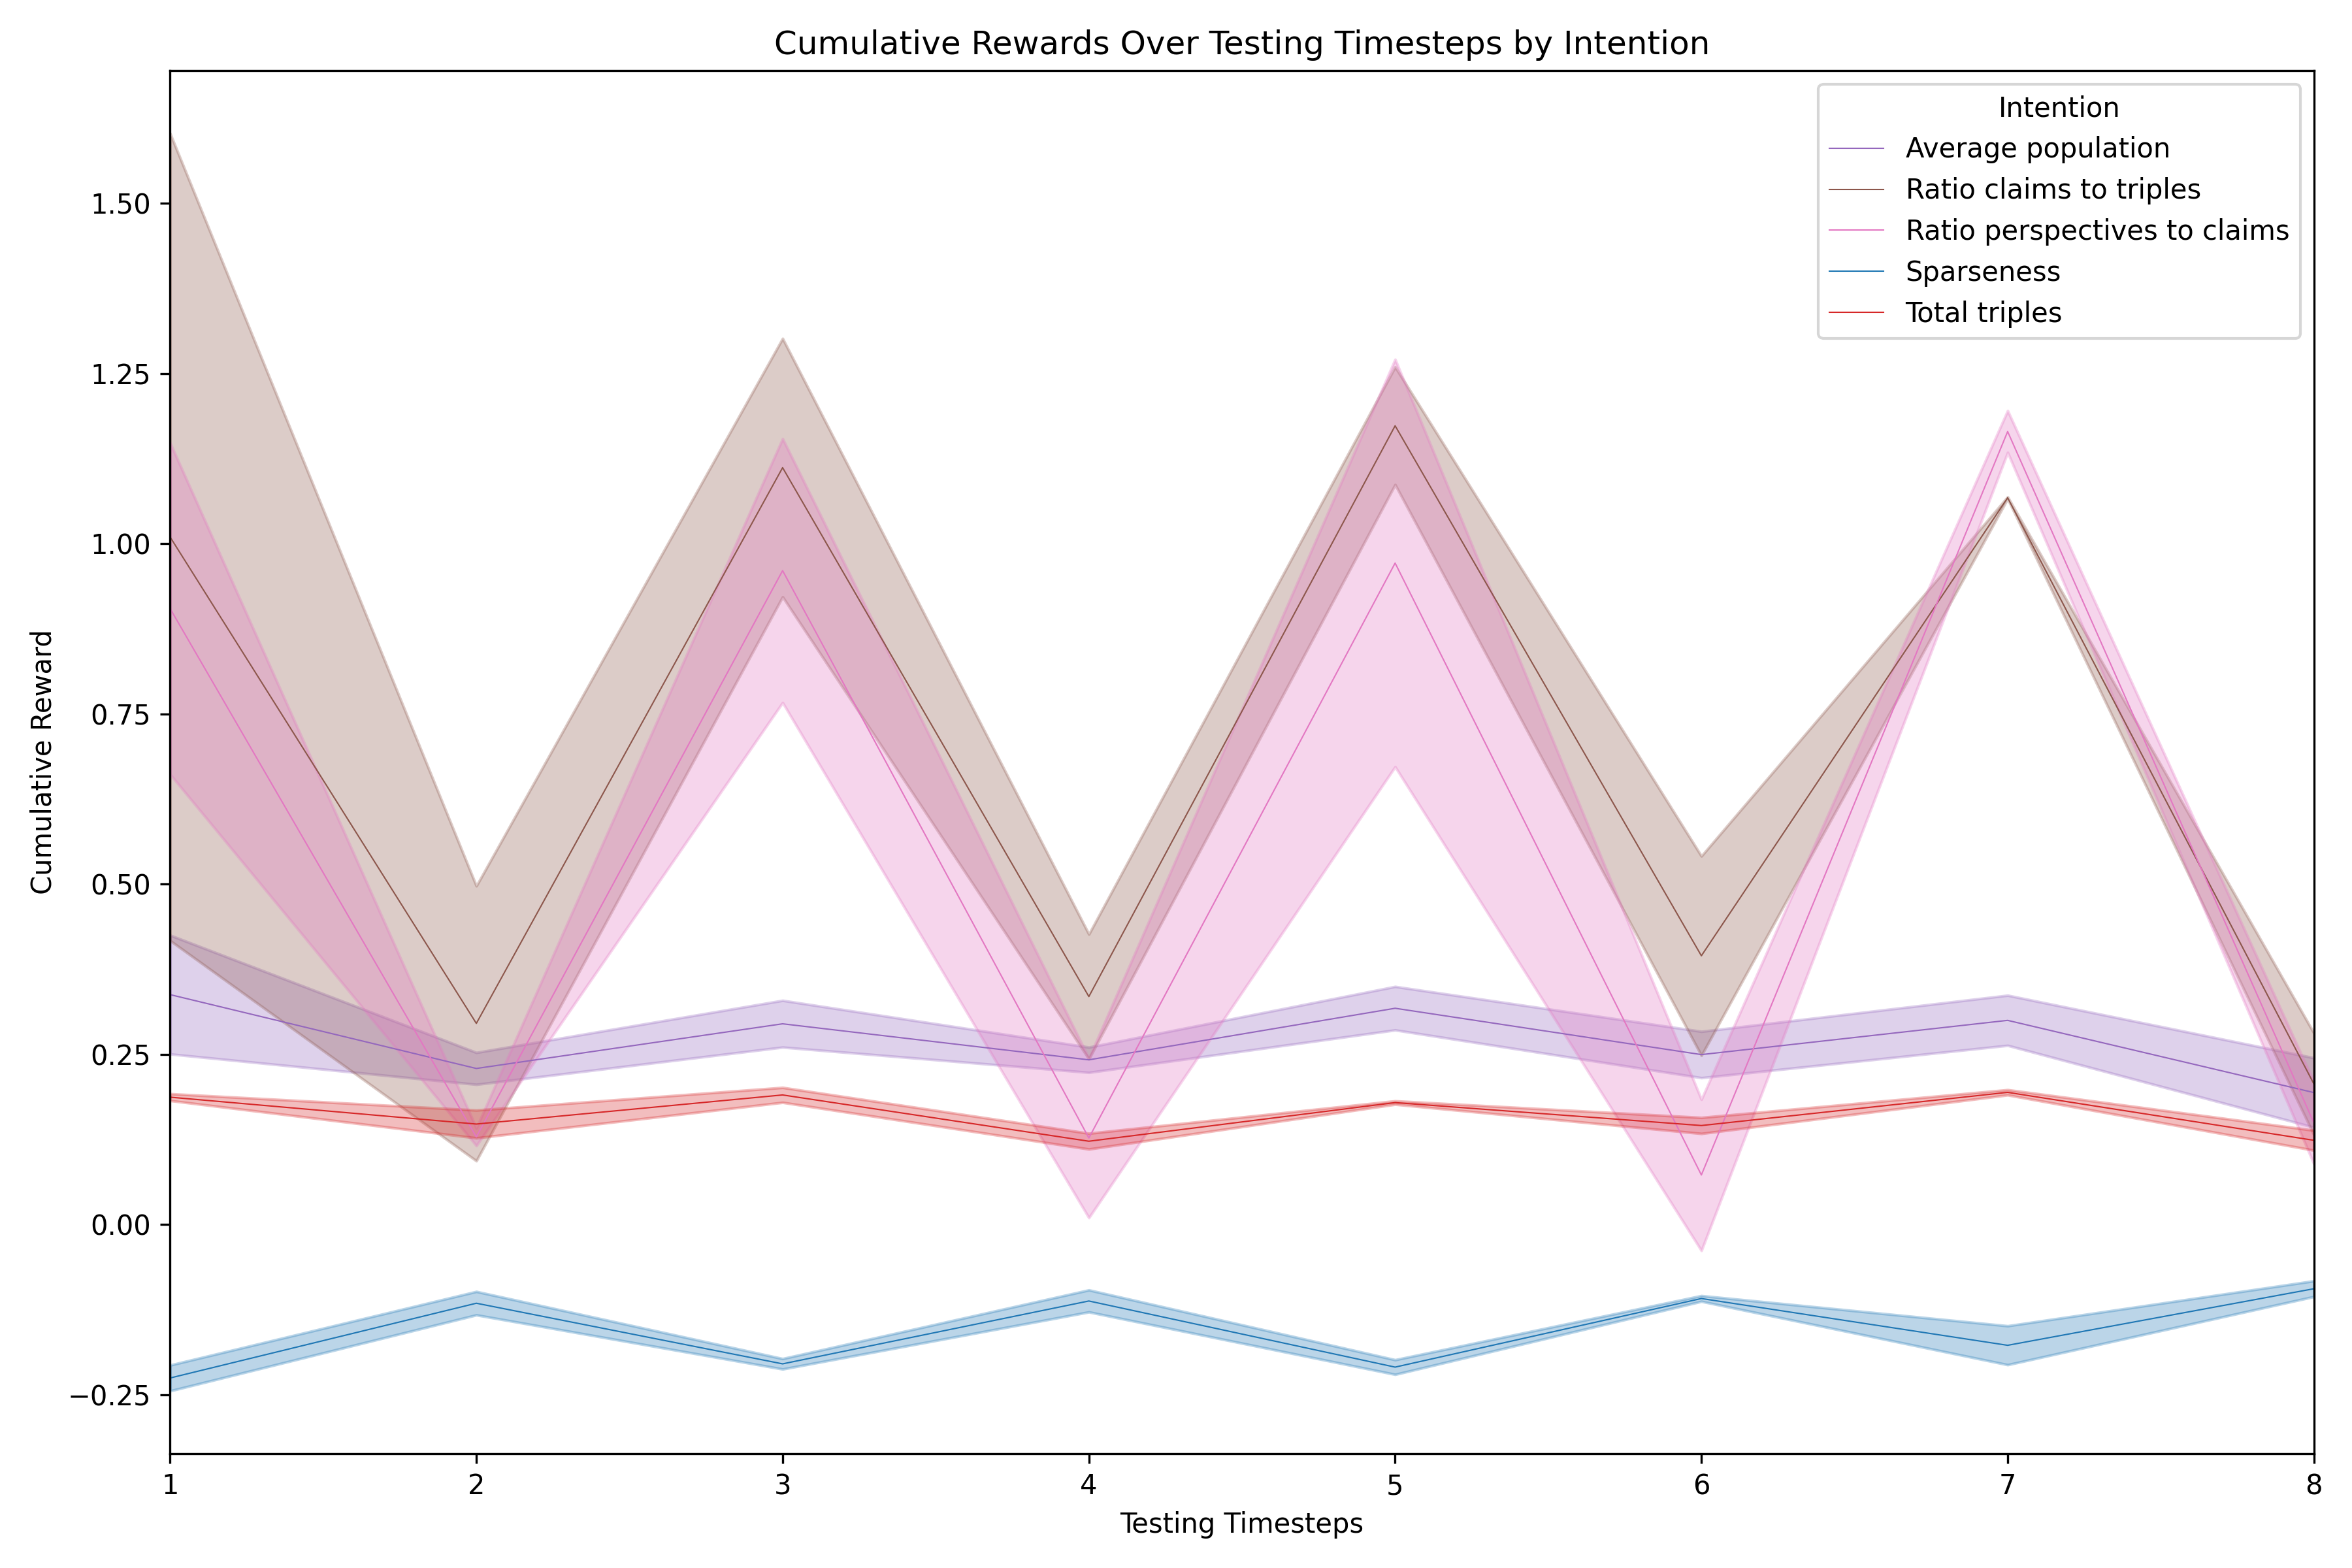 Cumulative Rewards Over Testing Timesteps by Intention
Intention
Average population
Ratio claims to triples
Ratio perspectives to claims
Sparseness
Total triples
Cumulative Reward
1.50
1.25
1.00
0.75
0.50
0.25
0.00
−0.25
1 2 3 4 5 6 7 8
Testing Timesteps